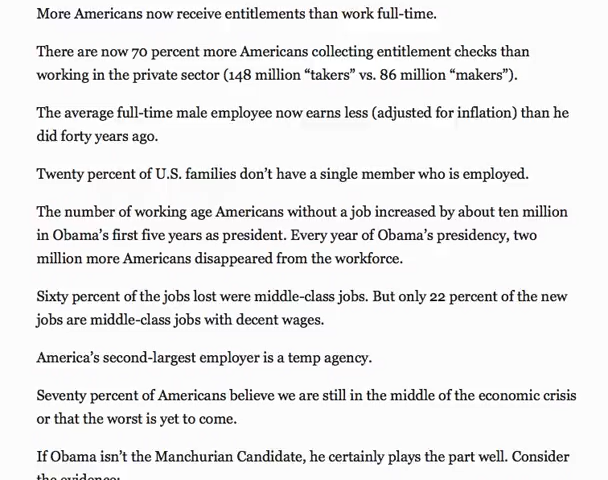 More Americans now receive entitlements than work full-time.
There are now 70 percent more Americans collecting entitlement checks than
working in the private sector (148 million “takers” vs. 86 million “makers”).
The average full-time male employee now earns less (adjusted for inflation) than he
did forty years ago.
Twenty percent of U.S. families don’t have a single member who is employed.
The number of working age Americans without a job increased by about ten million
in Obama’s first five years as president. Every year of Obama’s presidency, two
million more Americans disappeared from the workforce.
Sixty percent of the jobs lost were middle-class jobs. But only 22 percent of the new
jobs are middle-class jobs with decent wages.
America’s second-largest employer is a temp agency.
Seventy percent of Americans believe we are still in the middle of the economic crisis
or that the worst is yet to come.
If Obama isn’t the Manchurian Candidate, he certainly plays the part well. Consider
the evidence: